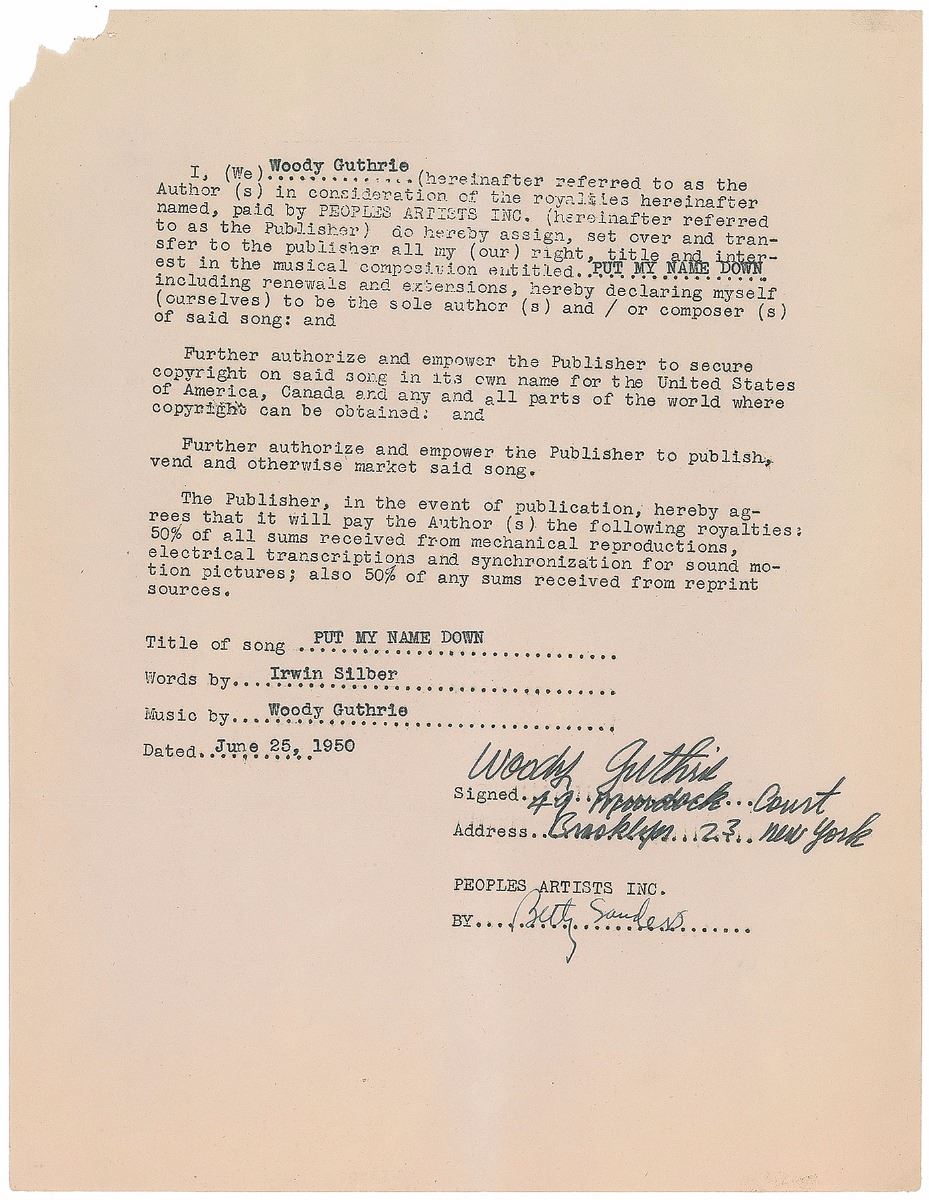 I, (We) Woody Guthrie (hereinafter referred to as the
Author (s) in consideration of the royalties hereinafter
named, paid by PEOPLES ARTISTS INC. (hereinafter referred
to as the Publisher) do hereby assign, set over and tran-
sfer to the publisher all my (our) right, title and inter-
est in the musical composition entitled..PUT MY NAME DOWN
including renewals and extensions, hereby declaring myself
(ourselves) to be the sole author (s) and / or composer (s)
of said song: and
Further authorize and empower the Publisher to secure
copyright on said song in its own name for the United States
of America, Canada and any and all parts of the world where
copyright can be obtained: and
Further authorize and empower the Publisher to publish,
vend and otherwise market said song.
The Publisher, in the event of publication, hereby ag-
rees that it will pay the Author (s) the following royalties:
50% of all sums received from mechanical reproductions,
electrical transcriptions and synchronization for sound mo-
tion pictures; also 50% of any sums received from reprint
sources.
Title of song ..PUT MY NAME DOWN
Words by....Irwin Silber
Music by....Woody Guthrie
Dated..June 25, 1950
Woody Guthrie
Signed. 49 Murdock Court
Address..Brooklyn 23 New York
PEOPLES ARTISTS INC.
BY....Betty Sanders